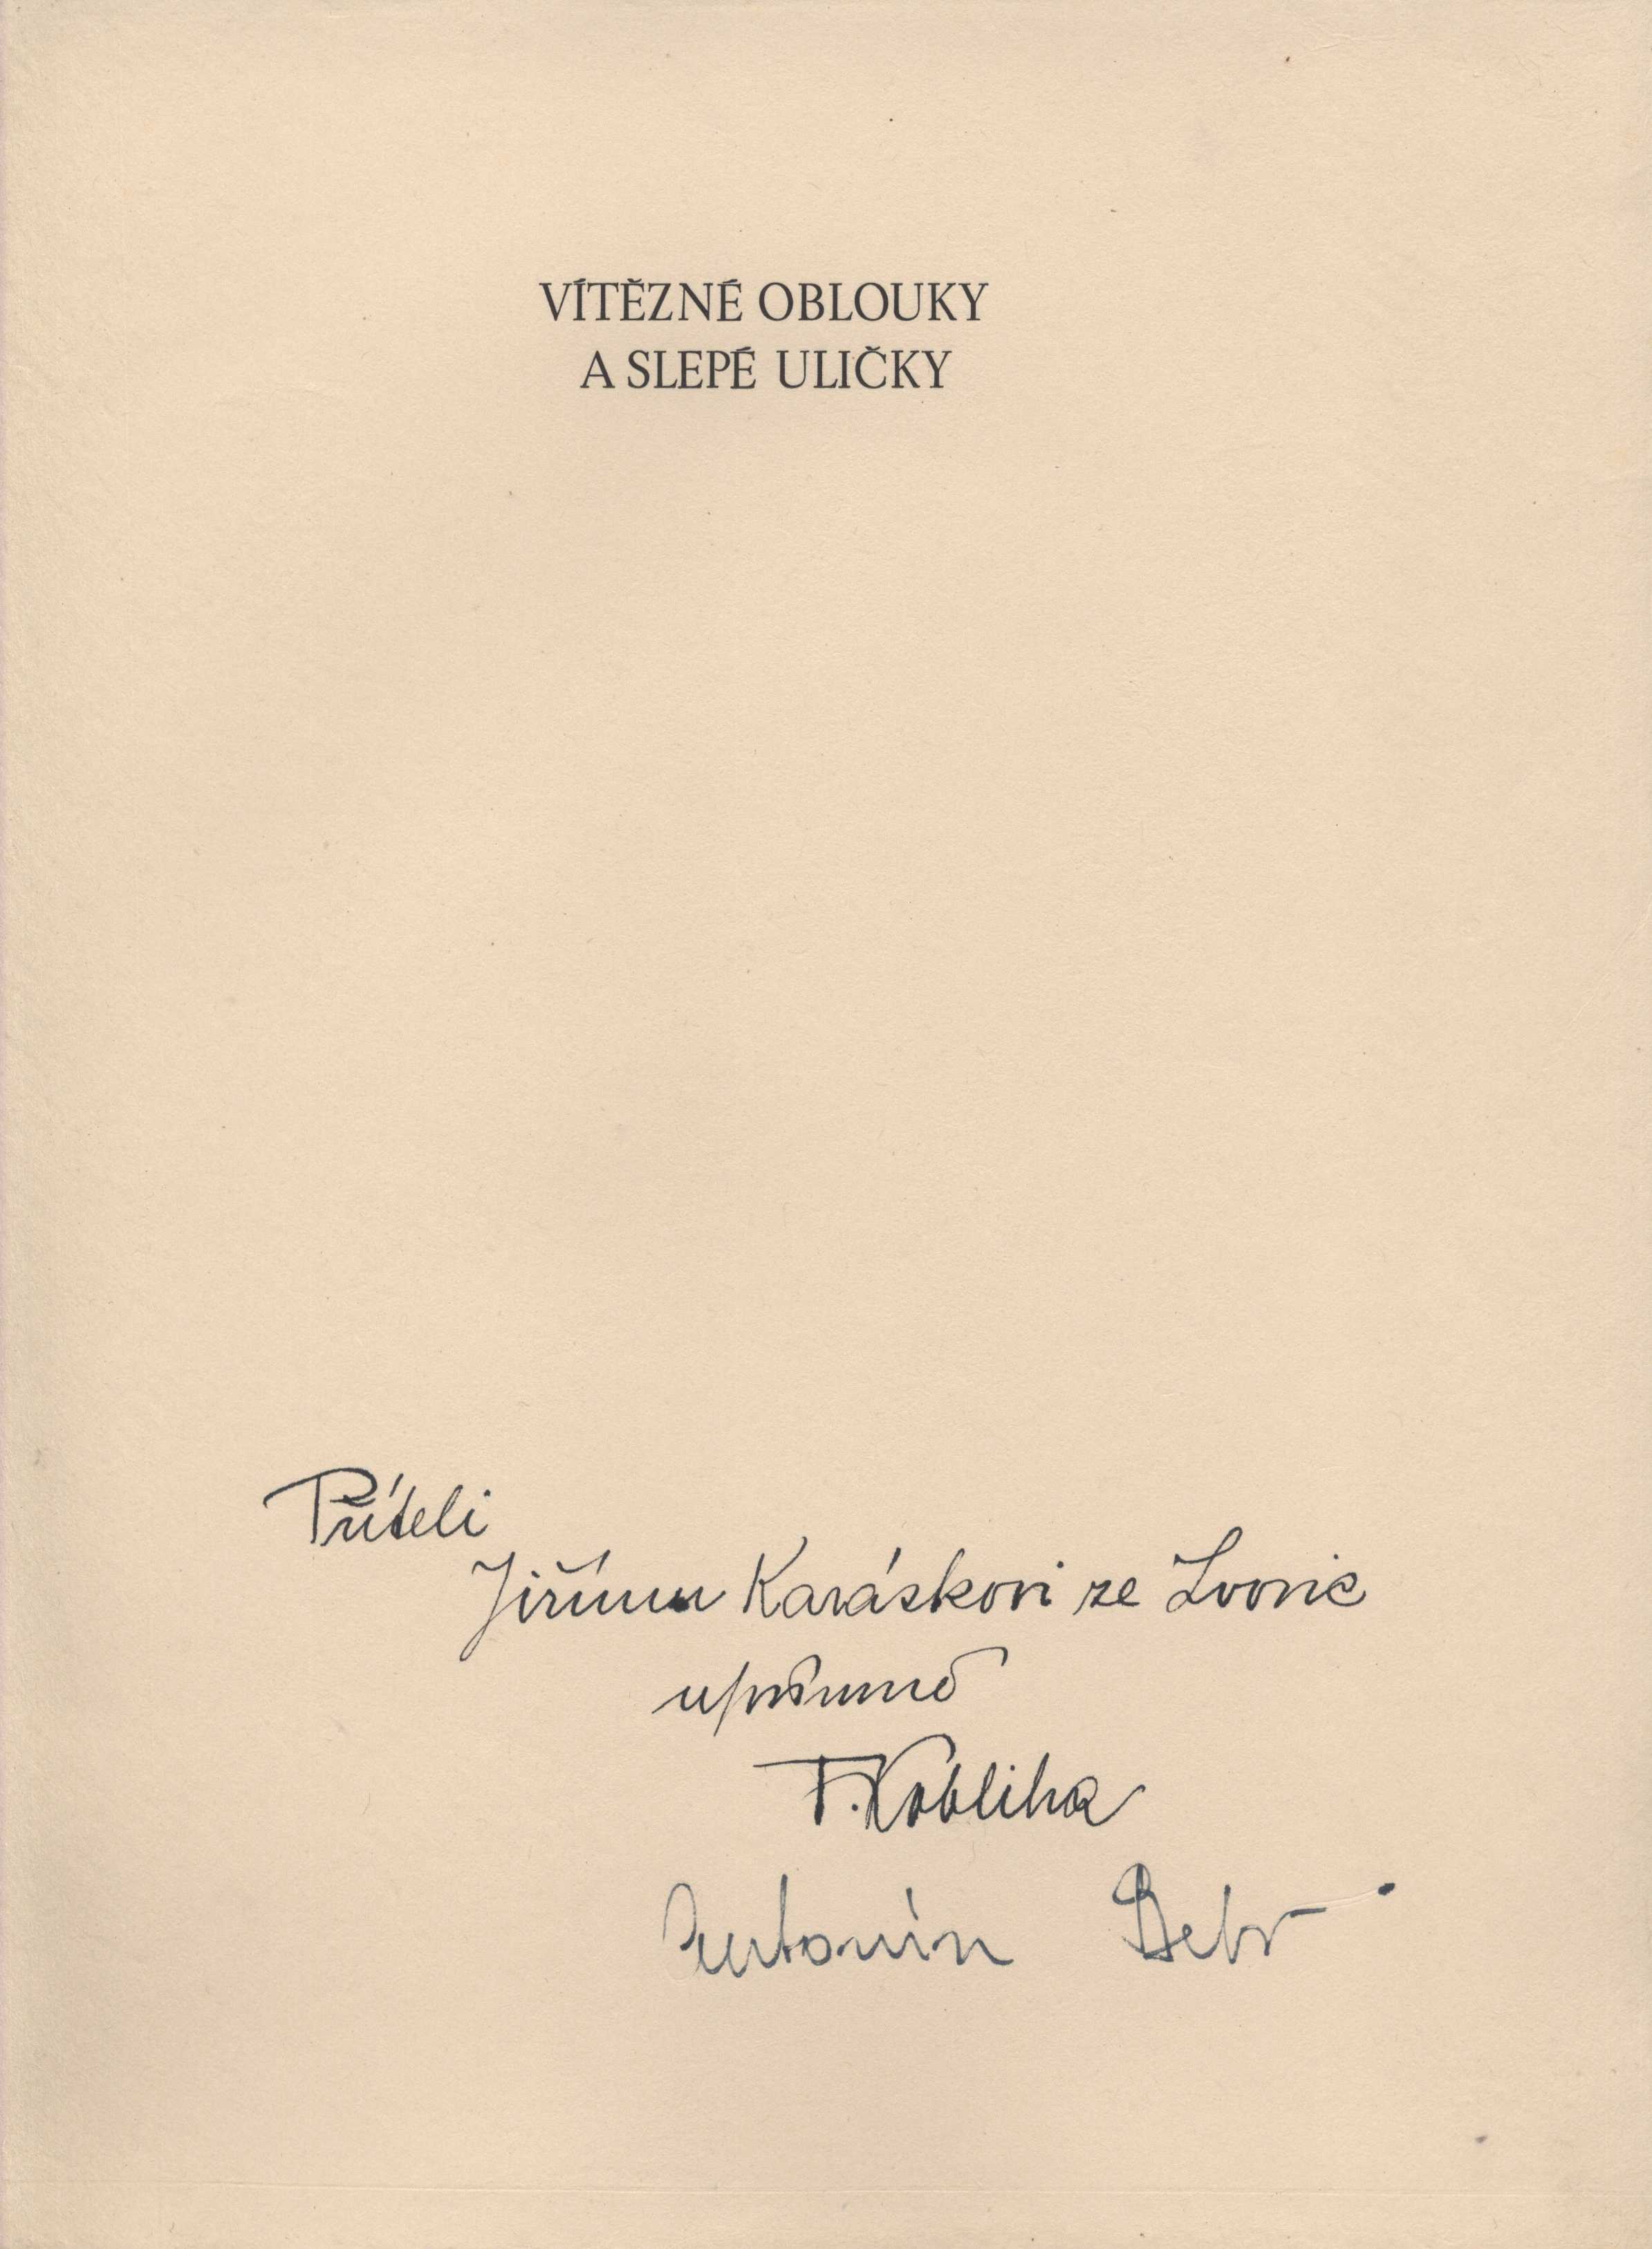 VÍTĚZNÉ OBLOUKY
A SLEPÉ ULIČKY
Příteli
Jiřímu Karáskovi ze Lvovic
upřímně
F. Kobliha
Antonín